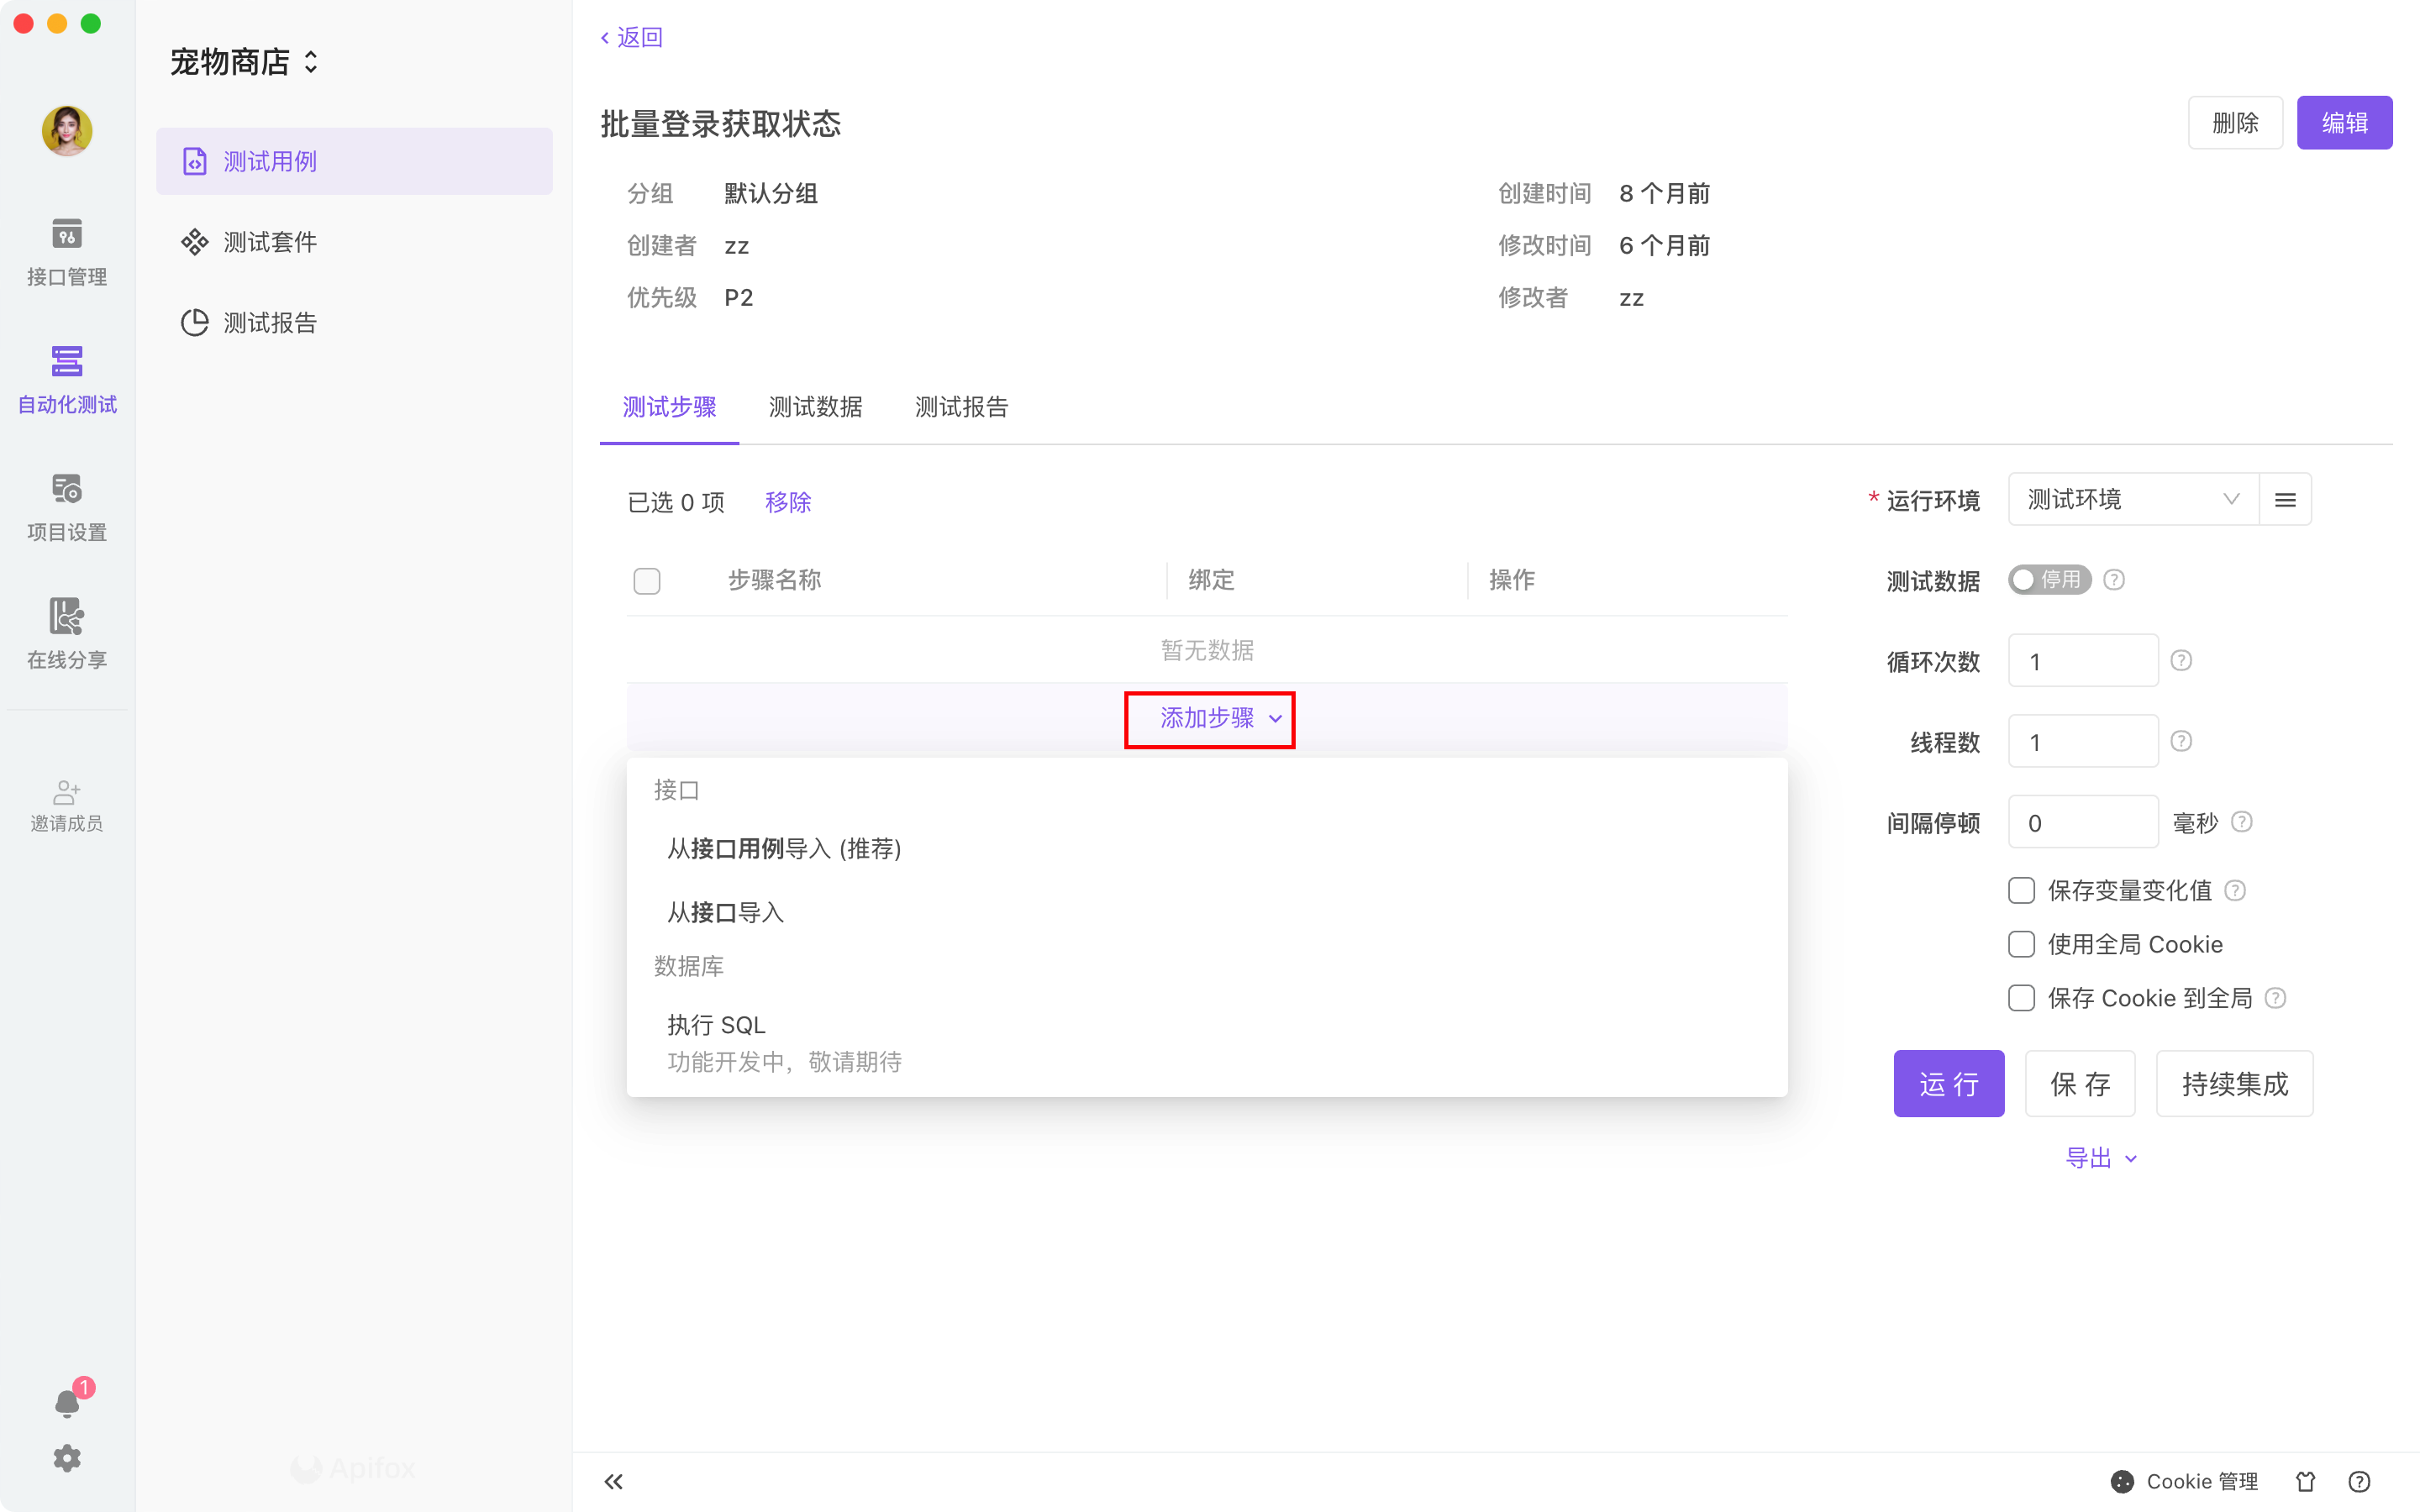 宠物商店
接口管理
自动化测试
项目设置
在线分享
邀请成员
1
测试用例
测试套件
测试报告
Apifox
返回
批量登录获取状态
删除
编辑
分组 默认分组
创建时间 8 个月前
创建者 zz
修改时间 6 个月前
优先级 P2
修改者 zz
测试步骤 测试数据 测试报告
已选 0 项 移除
步骤名称 绑定 操作
暂无数据
添加步骤
接口
从接口用例导入 (推荐)
从接口导入
数据库
执行 SQL
功能开发中，敬请期待
* 运行环境 测试环境
测试数据 停用
循环次数 1
线程数 1
间隔停顿 0 毫秒
保存变量变化值
使用全局 Cookie
保存 Cookie 到全局
运 行 保 存 持续集成
导出
Cookie 管理